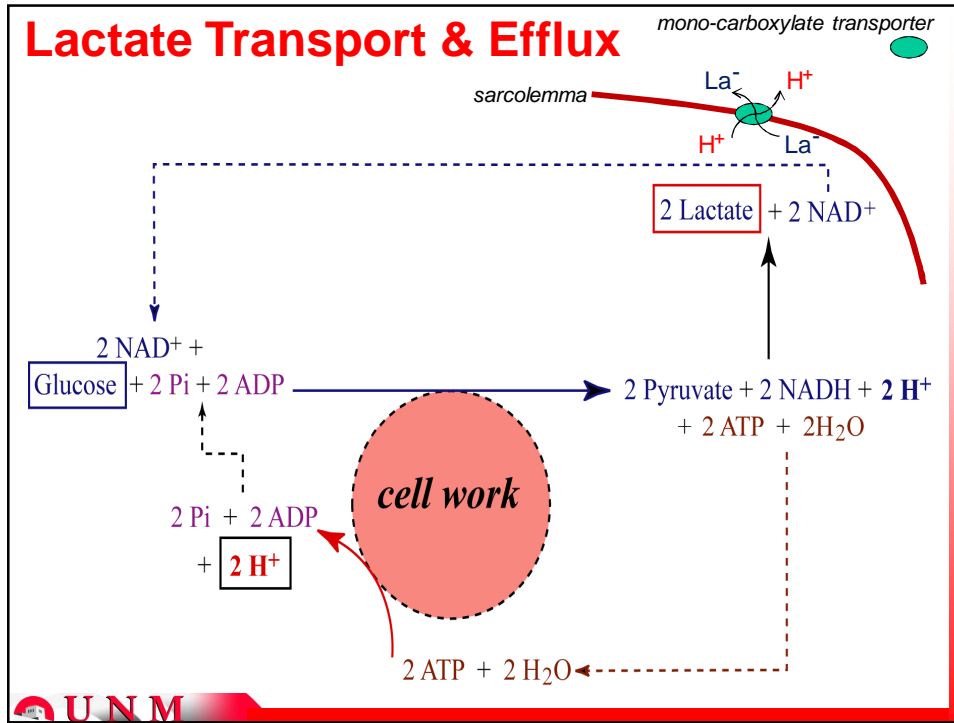 Lactate Transport & Efflux
mono-carboxylate transporter
sarcolemma
La⁻ H⁺
H⁺ La⁻
2 Lactate + 2 NAD⁺
2 NAD⁺ +
Glucose + 2 Pi + 2 ADP
2 Pyruvate + 2 NADH + 2 H⁺
+ 2 ATP + 2H₂O
cell work
2 Pi + 2 ADP
+ 2 H⁺
2 ATP + 2 H₂O
UNM